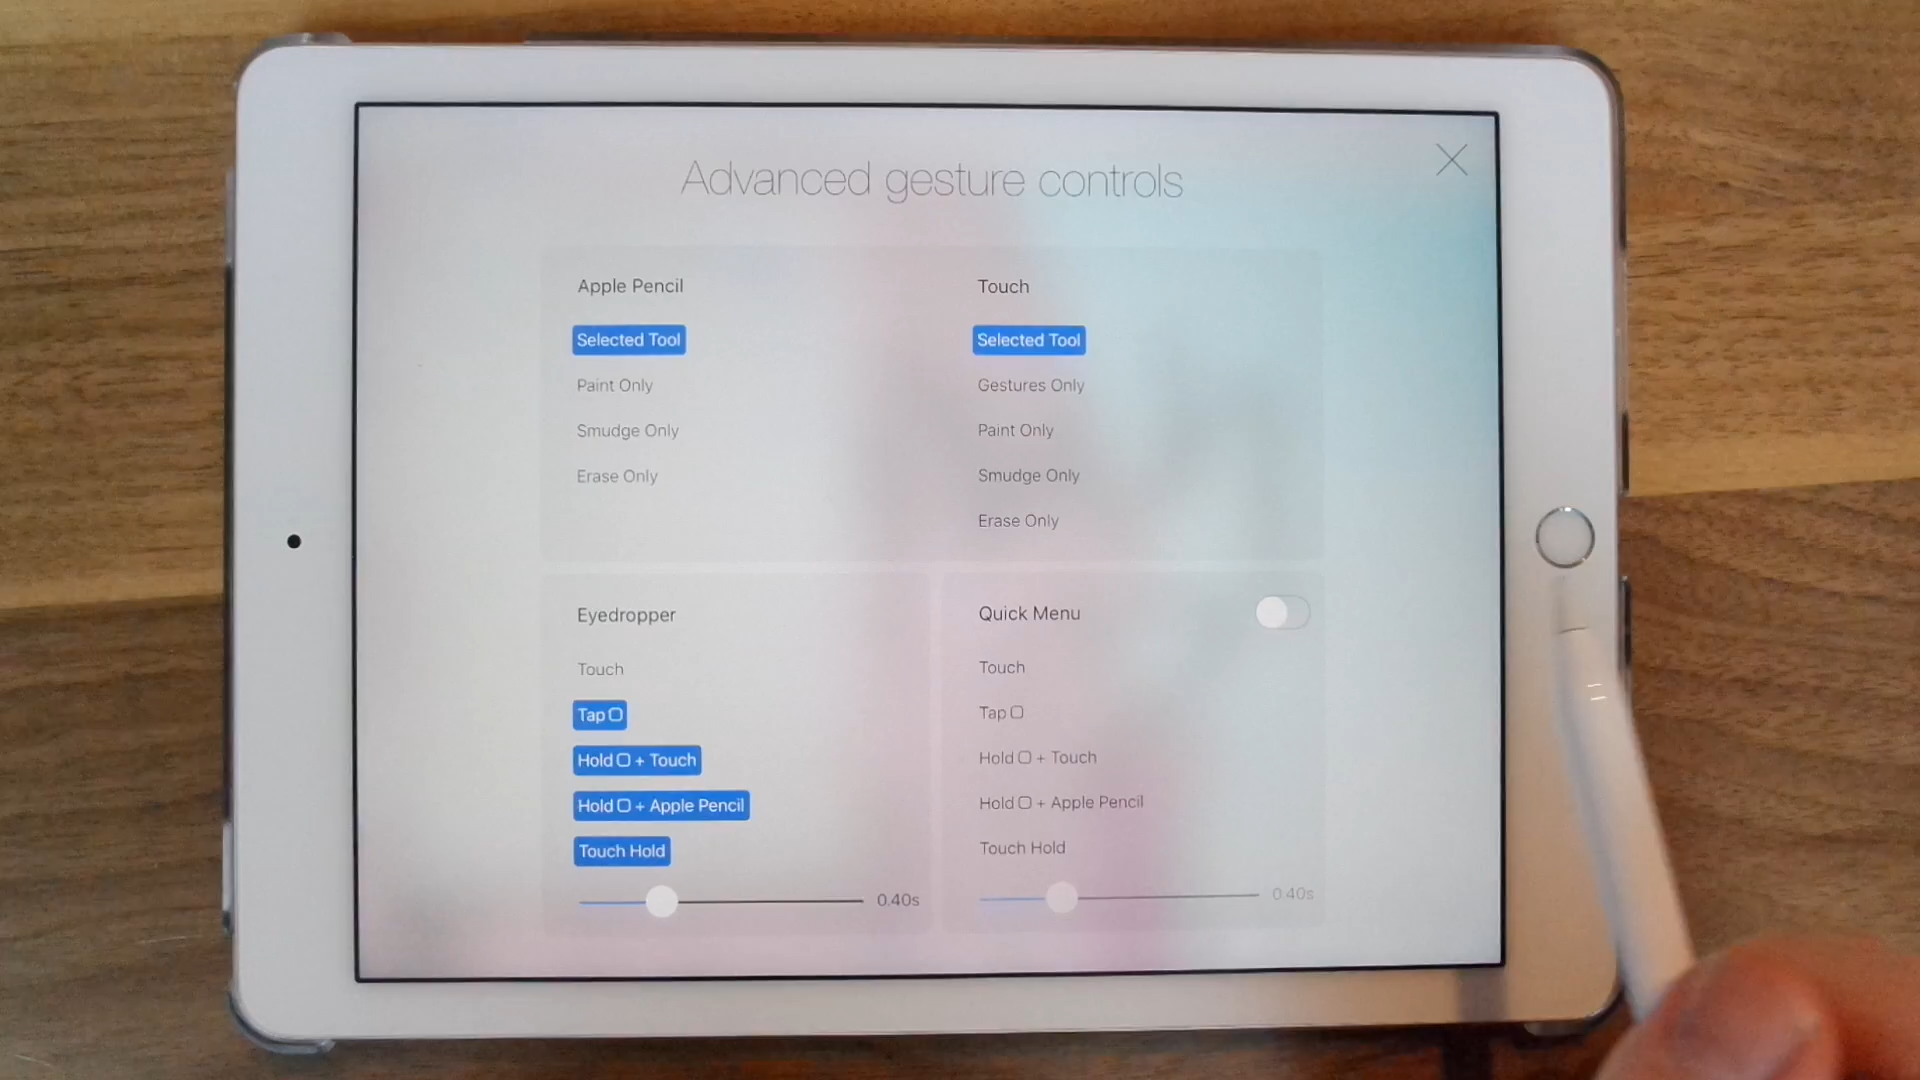 Advanced gesture controls
Apple Pencil
Selected Tool
Paint Only
Smudge Only
Erase Only
Touch
Selected Tool
Gestures Only
Paint Only
Smudge Only
Erase Only
Eyedropper
Touch
Tap ▢
Hold ▢ + Touch
Hold ▢ + Apple Pencil
Touch Hold
0.40s
Quick Menu
Touch
Tap ▢
Hold ▢ + Touch
Hold ▢ + Apple Pencil
Touch Hold
0.40s